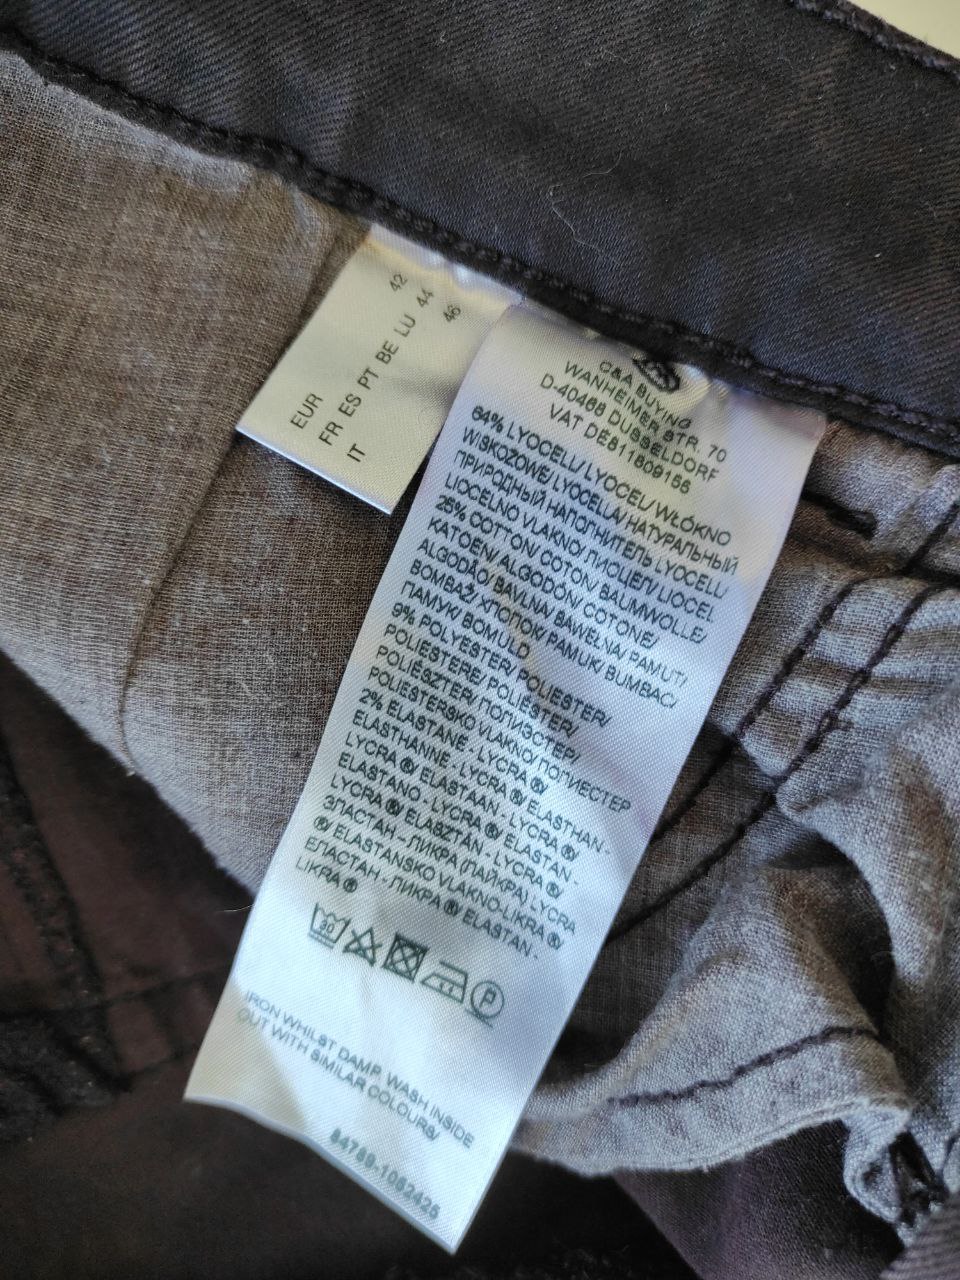 EUR 42
FR ES PT BE LU 44
IT 46
C&A BUYING
WANHEIMER STR. 70
D-40468 DUSSELDORF
VAT DE811809155
64% LYOCELL/ LYOCEL/ WŁÓKNO
WISKOZOWE/ LYOCELLA/ НАТУРАЛЬНЫЙ
ПРИРОДНЫЙ НАПОЛНИТЕЛЬ LYOCELL/
LIOCELNO VLAKNO/ ЛИОЦЕЛ/ LIOCEL
25% COTTON/ COTON/ BAUMWOLLE/
KATOEN/ ALGODÓN/ COTONE/
ALGODÃO/ BAVLNA/ BAWEŁNA/ PAMUT/
BOMBAŽ/ ХЛОПОК/ PAMUK/ BUMBAC/
ПАМУК/ BOMULD
9% POLYESTER/ POLIESTER/
POLIESTERE/ POLIÉSTER/
POLIÉSZTER/ ПОЛИЭСТЕР/
POLIESTERSKO VLAKNO/ ПОЛИЕСТЕР
2% ELASTANE - LYCRA ®/
ELASTHANNE - LYCRA ®/ ELASTHAN -
LYCRA ®/ ELASTAAN - LYCRA ®/
ELASTANO - LYCRA ®/ ELASTAN -
LYCRA ®/ ELASZTÁN - LYCRA ®/
ЭЛАСТАН - ЛИКРА (ЛАЙКРА) LYCRA
®/ ELASTANSKO VLAKNO-LIKRA ®/
ЕЛАСТАН - ЛИКРА ®/ ELASTAN -
LIKRA ®
30 P
IRON WHILST DAMP. WASH INSIDE
OUT WITH SIMILAR COLOURS/
84789-1052425